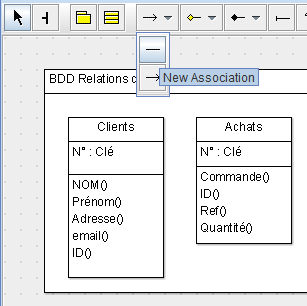 BDD Relations
New Association
Clients
N° : Clé
NOM()
Prénom()
Adresse()
email()
ID()
Achats
N° : Clé
Commande()
ID()
Ref()
Quantité()